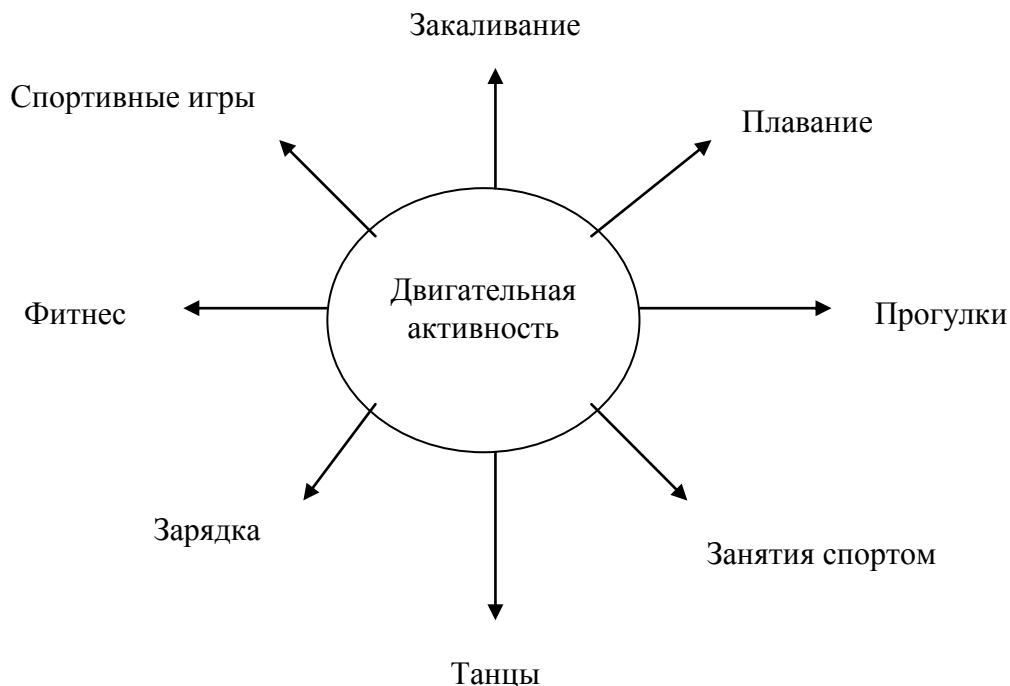 Закаливание
Спортивные игры
Плавание
Двигательная
активность
Фитнес
Прогулки
Зарядка
Занятия спортом
Танцы